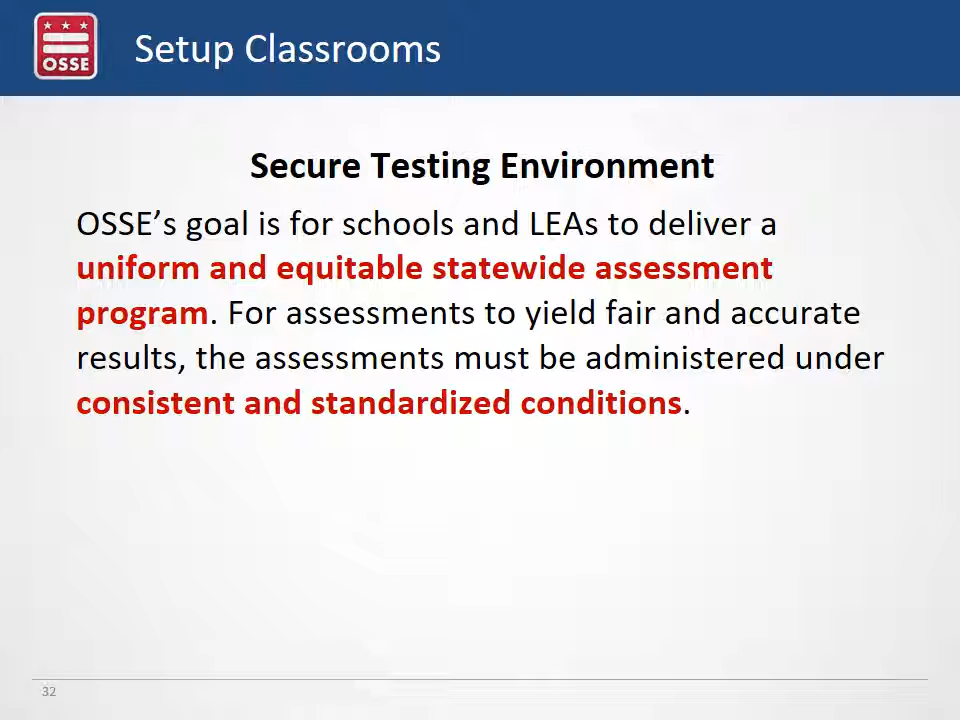 OSSE
Setup Classrooms
Secure Testing Environment
OSSE’s goal is for schools and LEAs to deliver a
uniform and equitable statewide assessment
program. For assessments to yield fair and accurate
results, the assessments must be administered under
consistent and standardized conditions.
32